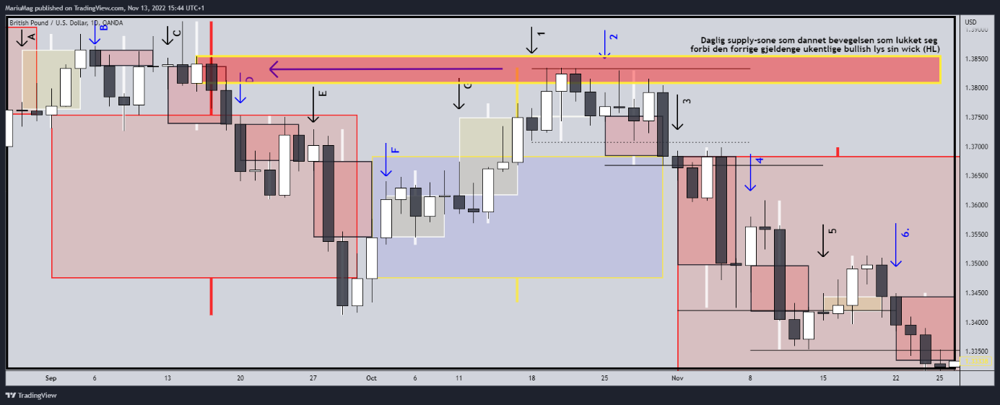 MariuMag published on TradingView.com, Nov 13, 2022 15:44 UTC+1
British Pound / U.S. Dollar, 1D, OANDA
USD
A
B
C
D
E
F
G
1
2
3
4
5
6.
Daglig supply-sone som dannet bevegelsen som lukket seg
forbi den forrige gjeldenge ukentlige bullish lys sin wick (HL)
1.39000
1.38500
1.38000
1.37500
1.37000
1.36500
1.36000
1.35500
1.35000
1.34500
1.34000
1.33500
Sep 6 13 20 27 Oct 6 11 18 25 Nov 8 15 22 25
TradingView